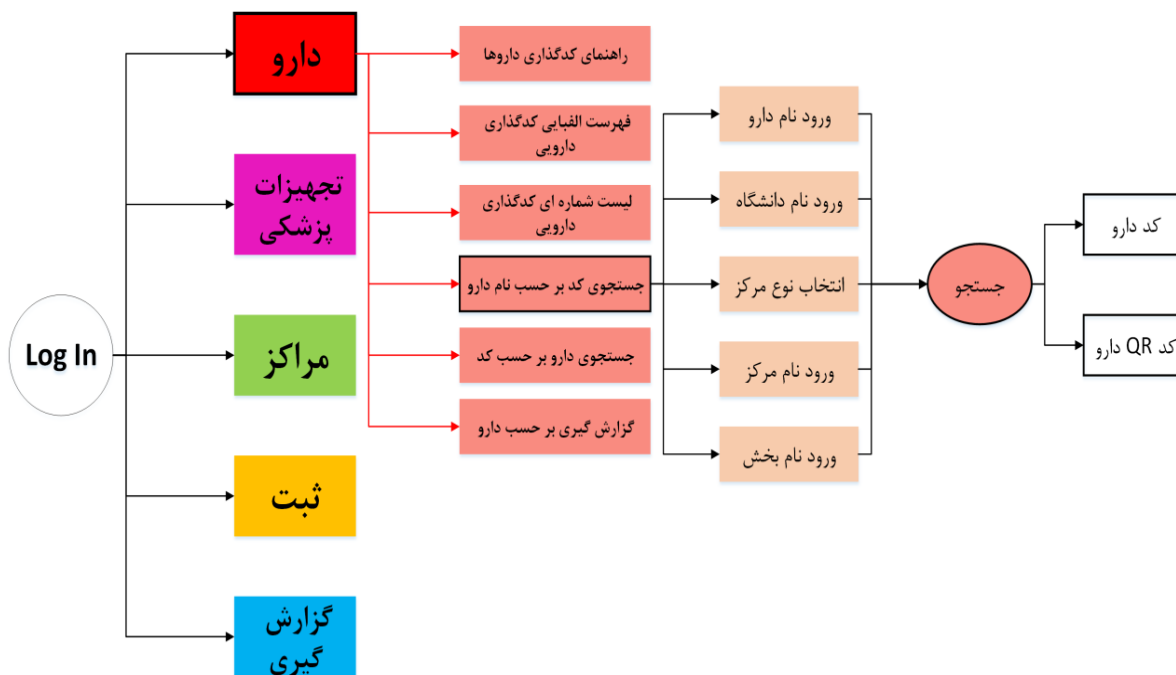 Log In
دارو
تجهیزات
پزشکی
مراکز
ثبت
گزارش
گیری
راهنمای کدگذاری داروها
فهرست الفبایی کدگذاری
دارویی
لیست شماره ای کدگذاری
دارویی
جستجوی کد بر حسب نام دارو
جستجوی دارو بر حسب کد
گزارش گیری بر حسب دارو
ورود نام دارو
ورود نام دانشگاه
انتخاب نوع مرکز
ورود نام مرکز
ورود نام بخش
جستجو
کد دارو
کد QR دارو